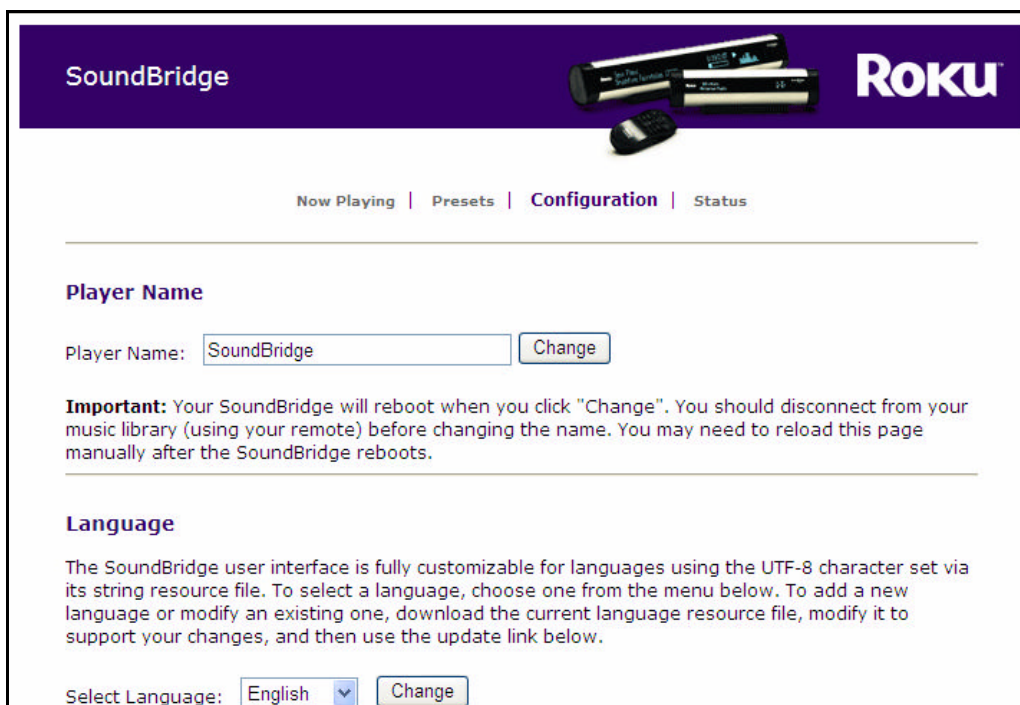 SoundBridge
Roku
Now Playing | Presets | Configuration | Status
Player Name
Player Name: SoundBridge Change
Important: Your SoundBridge will reboot when you click "Change". You should disconnect from your
music library (using your remote) before changing the name. You may need to reload this page
manually after the SoundBridge reboots.
Language
The SoundBridge user interface is fully customizable for languages using the UTF-8 character set via
its string resource file. To select a language, choose one from the menu below. To add a new
language or modify an existing one, download the current language resource file, modify it to
support your changes, and then use the update link below.
Select Language: English Change